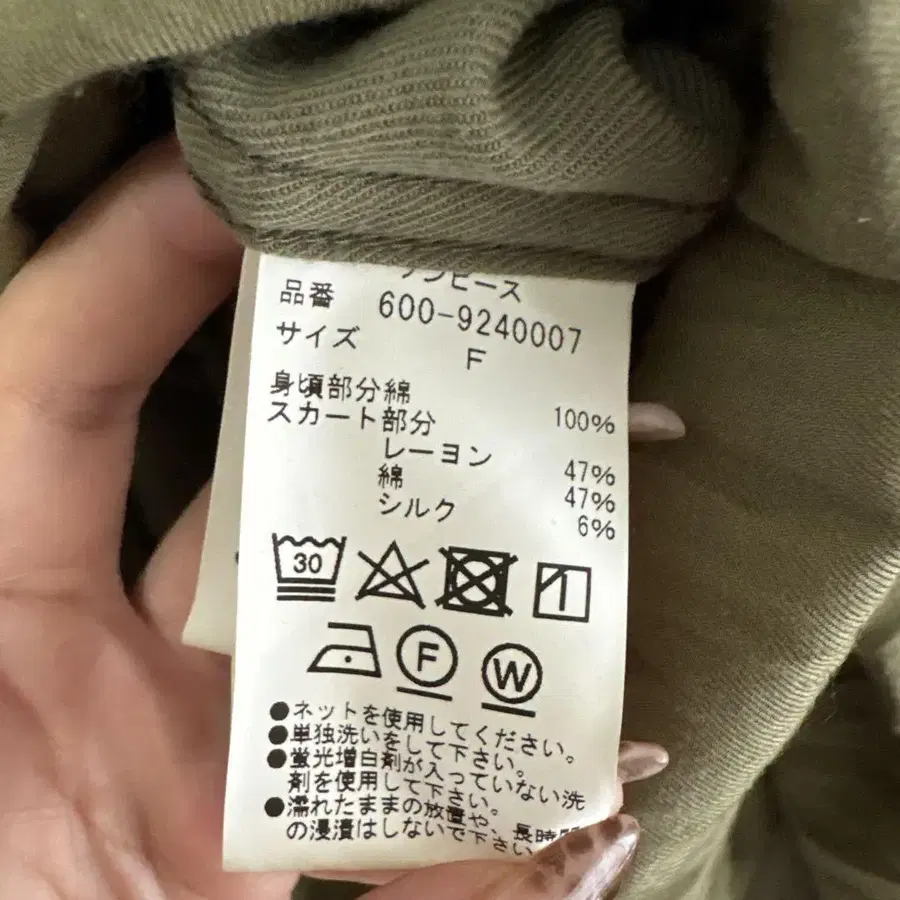 ワンピース
品番 600-9240007
サイズ F
身頃部分綿 100%
スカート部分
レーヨン 47%
綿 47%
シルク 6%
30
F W
●ネットを使用してください。
●単独洗いをして下さい。
●蛍光増白剤が入っていない洗
剤を使用して下さい。
●濡れたままの放置や、長時間
の浸漬はしないで下さい